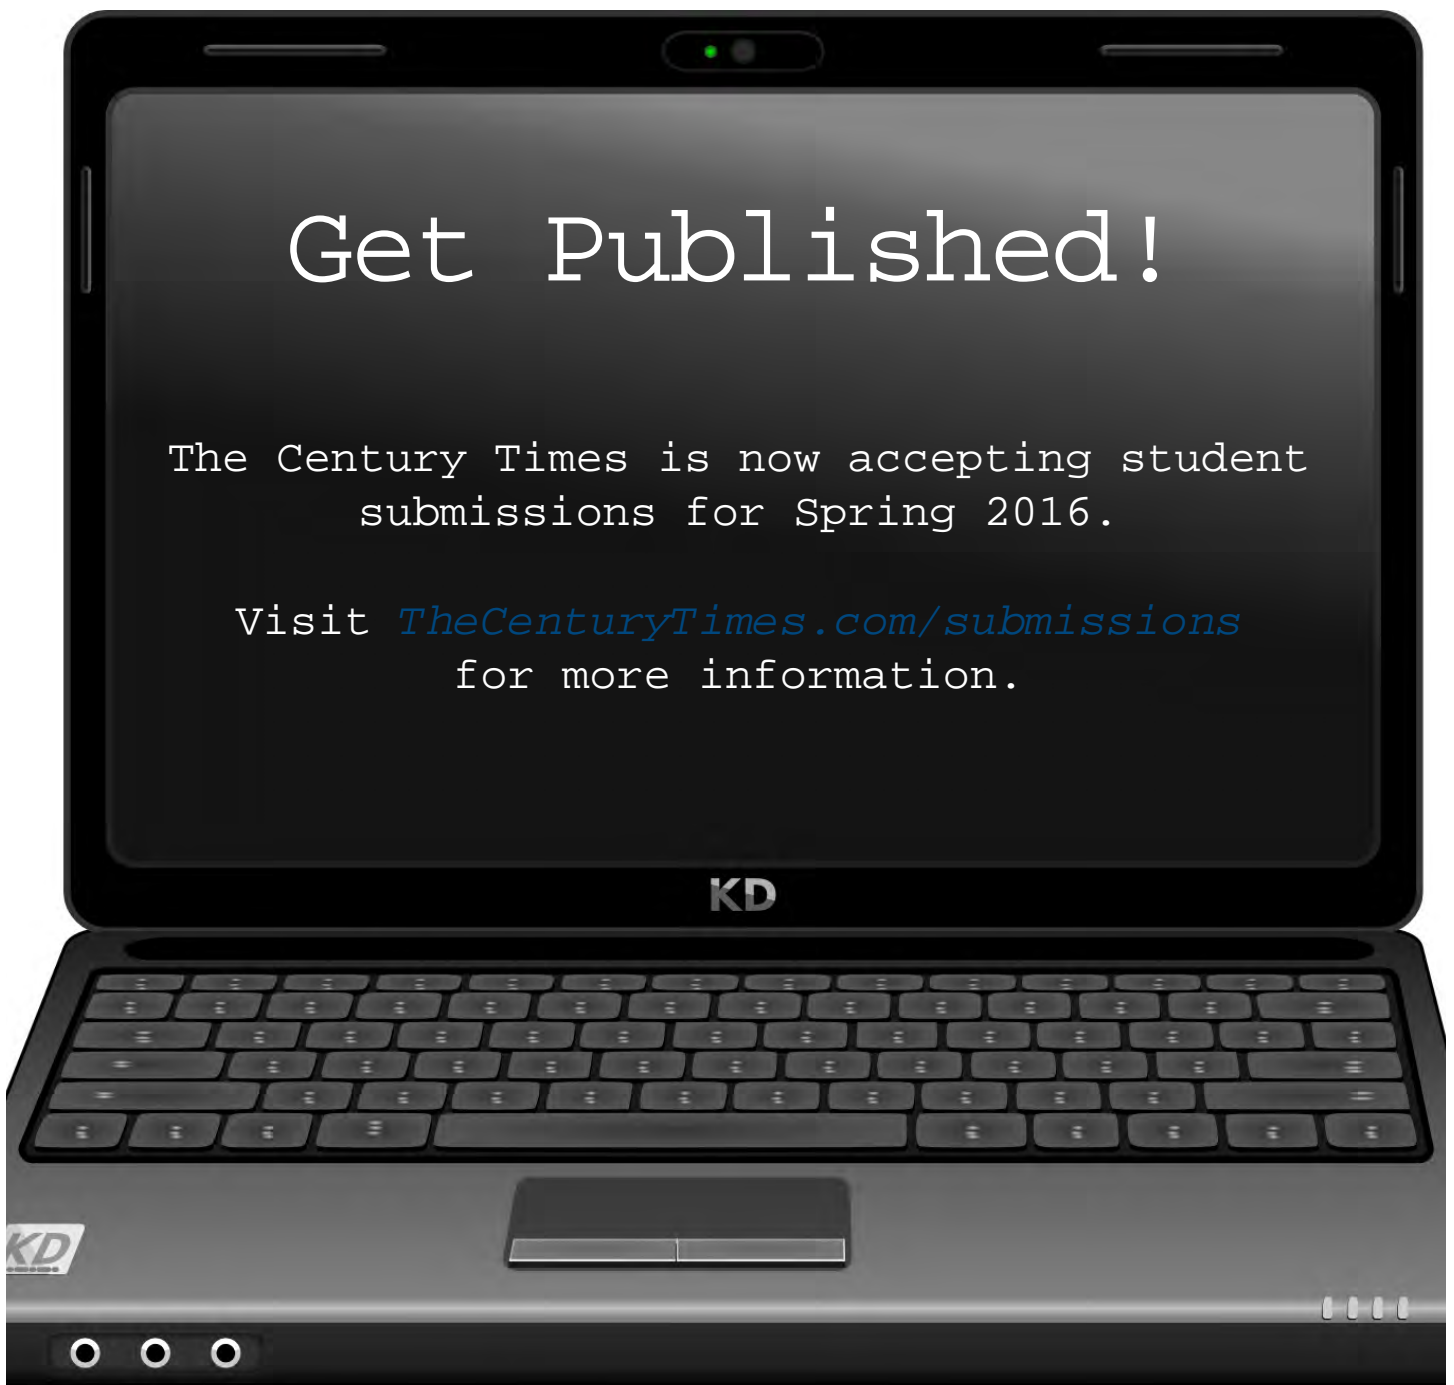 Get Published!
The Century Times is now accepting student
submissions for Spring 2016.
Visit TheCenturyTimes.com/submissions
for more information.
KD
KD